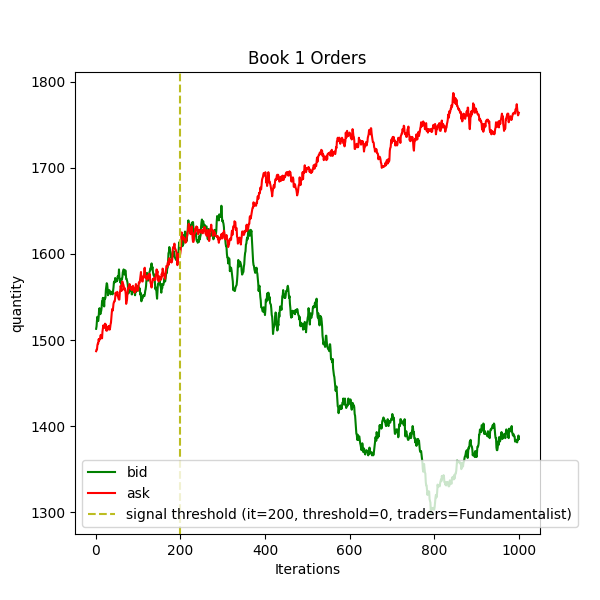 Book 1 Orders
1800
1700
1600
1500
1400
1300
quantity
bid
ask
signal threshold (it=200, threshold=0, traders=Fundamentalist)
0
200
400
600
800
1000
Iterations